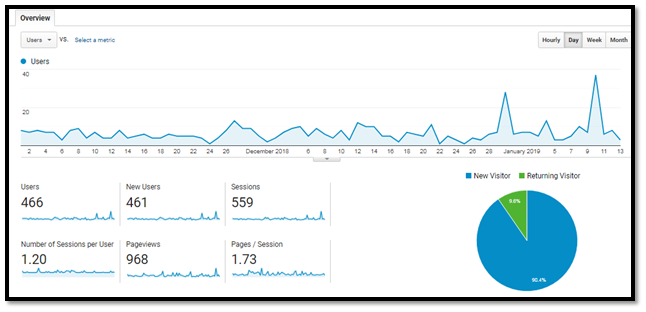 Overview
Users VS. Select a metric
Hourly Day Week Month
Users
40
20
2 4 6 8 10 12 14 16 18 20 22 24 26 28 December 2018 6 8 10 12 14 16 18 20 22 24 26 28 January 2019 5 7 9 11 13
New Visitor Returning Visitor
Users New Users Sessions
466 461 559
Number of Sessions per User Pageviews Pages / Session
1.20 968 1.73
9.6%
90.4%